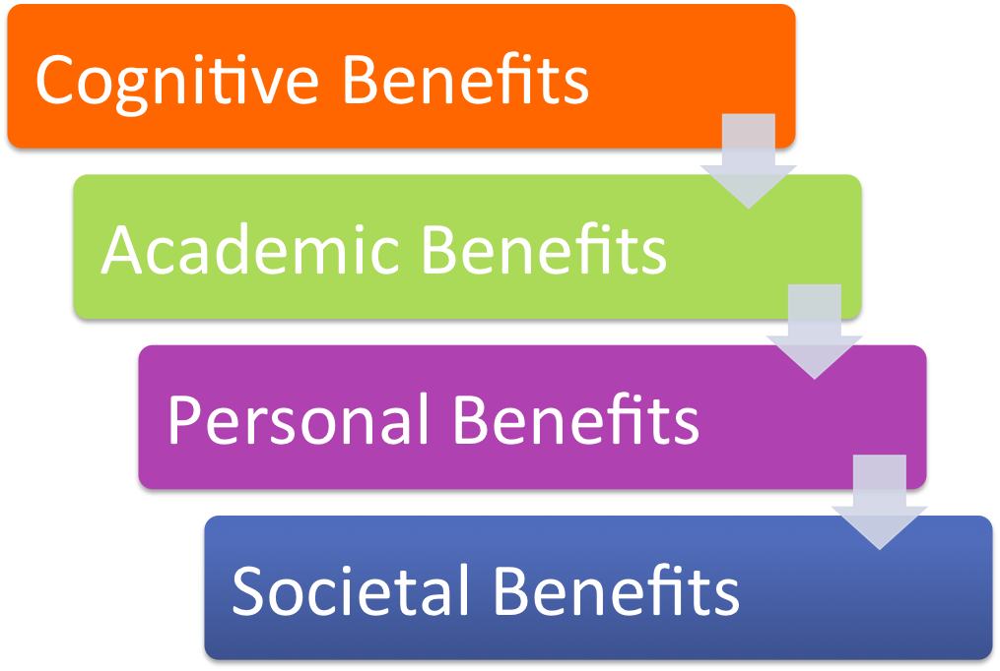 Cognitive Benefits
Academic Benefits
Personal Benefits
Societal Benefits